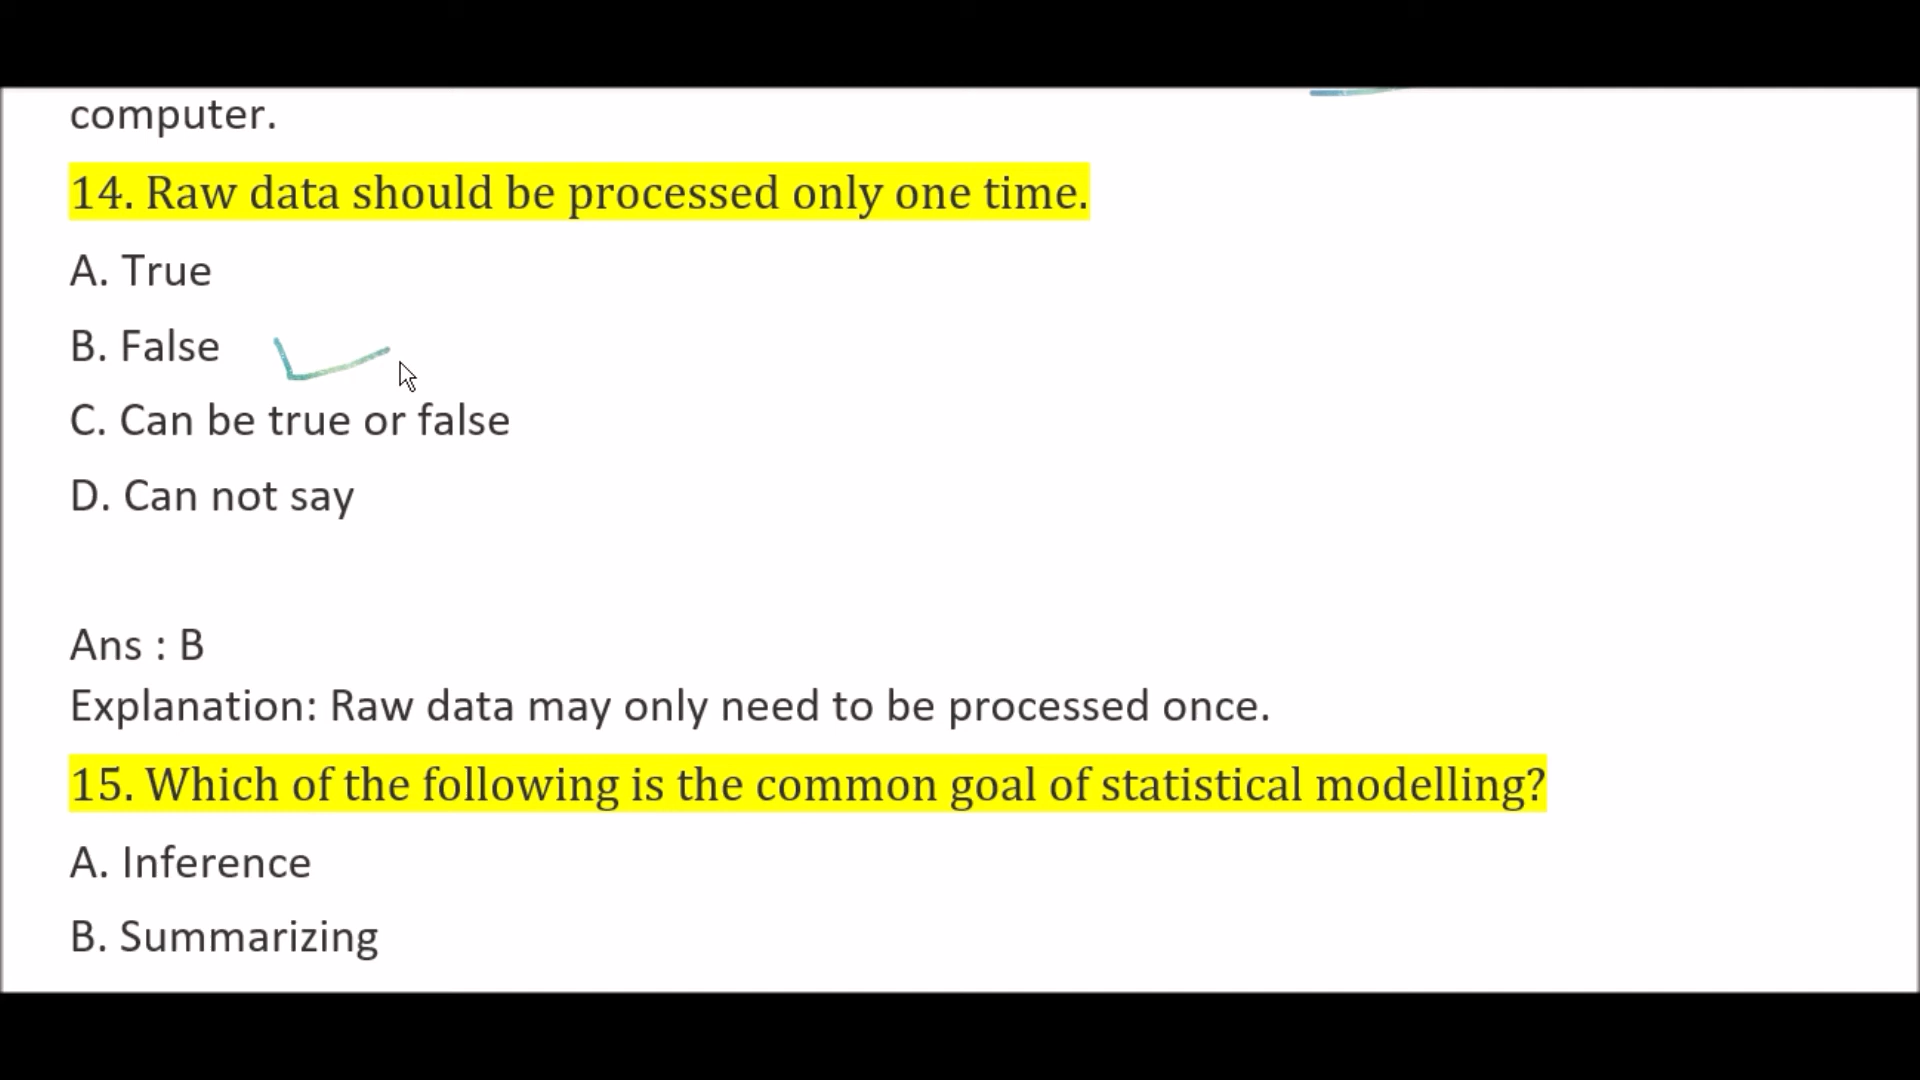 computer.
14. Raw data should be processed only one time.
A. True
B. False
C. Can be true or false
D. Can not say
Ans : B
Explanation: Raw data may only need to be processed once.
15. Which of the following is the common goal of statistical modelling?
A. Inference
B. Summarizing